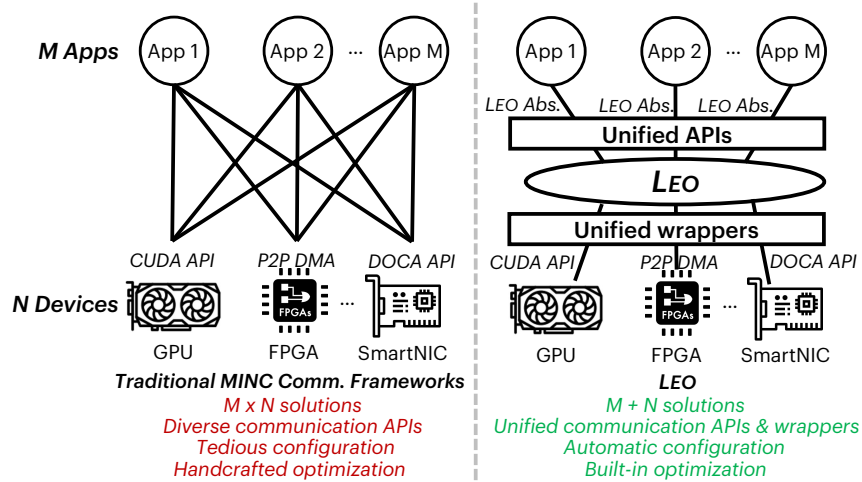 M Apps
App 1
App 2
...
App M
CUDA API
P2P DMA
DOCA API
N Devices
FPGAs
...
GPU
FPGA
SmartNIC
Traditional MINC Comm. Frameworks
M x N solutions
Diverse communication APIs
Tedious configuration
Handcrafted optimization
App 1
App 2
...
App M
LEO Abs.
LEO Abs.
LEO Abs.
Unified APIs
LEO
Unified wrappers
CUDA API
P2P DMA
DOCA API
FPGAs
...
GPU
FPGA
SmartNIC
LEO
M + N solutions
Unified communication APIs & wrappers
Automatic configuration
Built-in optimization